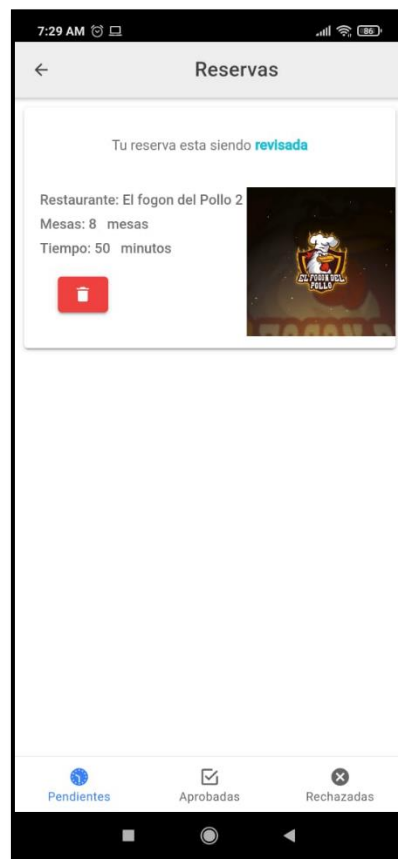 7:29 AM
86
Reservas
Tu reserva esta siendo revisada
Restaurante: El fogon del Pollo 2
Mesas: 8 mesas
Tiempo: 50 minutos
EL FOGON DEL
POLLO
Pendientes
Aprobadas
Rechazadas